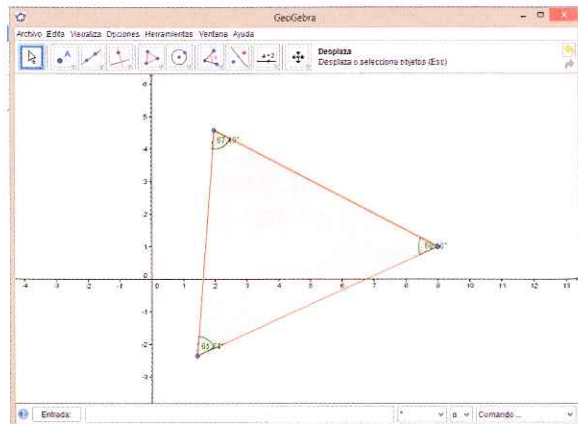 GeoGebra
Archivo Edita Visualiza Opciones Herramientas Ventana Ayuda
A
a=2
Desplaza
Desplaza o selecciona objetos (Esc)
6
5
4
3
2
1
0
-4 -3 -2 -1 0 1 2 3 4 5 6 7 8 9 10 11 12 13
-1
-2
-3
Entrada:
α
Comando ...